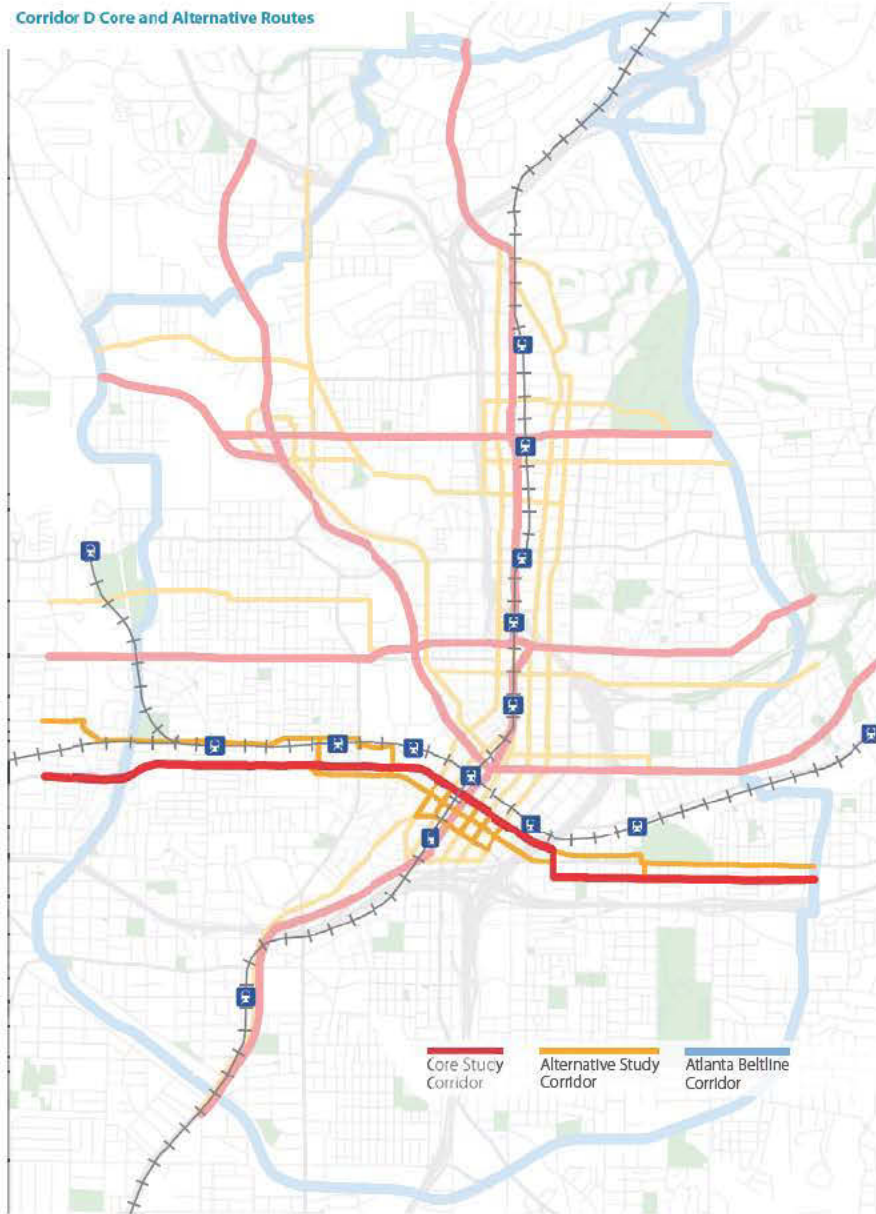 Corridor D Core and Alternative Routes
Core Study
Corridor
Alternative Study
Corridor
Atlanta Beltline
Corridor